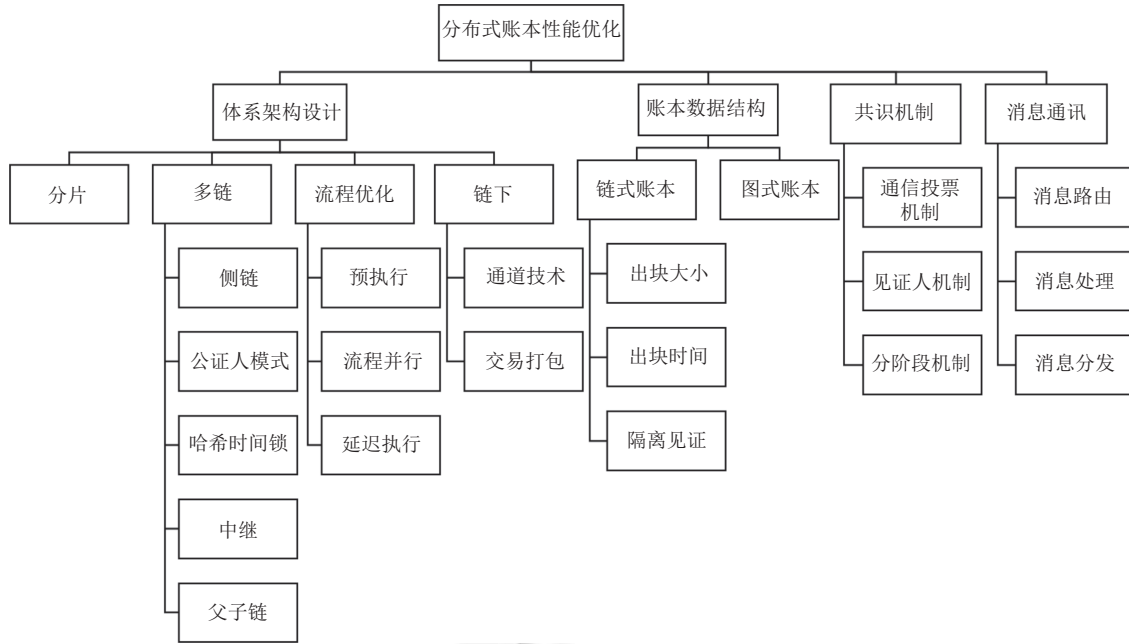 分布式账本性能优化
体系架构设计
账本数据结构
共识机制
消息通讯
分片
多链
流程优化
链下
链式账本
图式账本
通信投票
机制
消息路由
侧链
预执行
通道技术
出块大小
见证人机制
消息处理
公证人模式
流程并行
交易打包
出块时间
分阶段机制
消息分发
哈希时间锁
延迟执行
隔离见证
中继
父子链